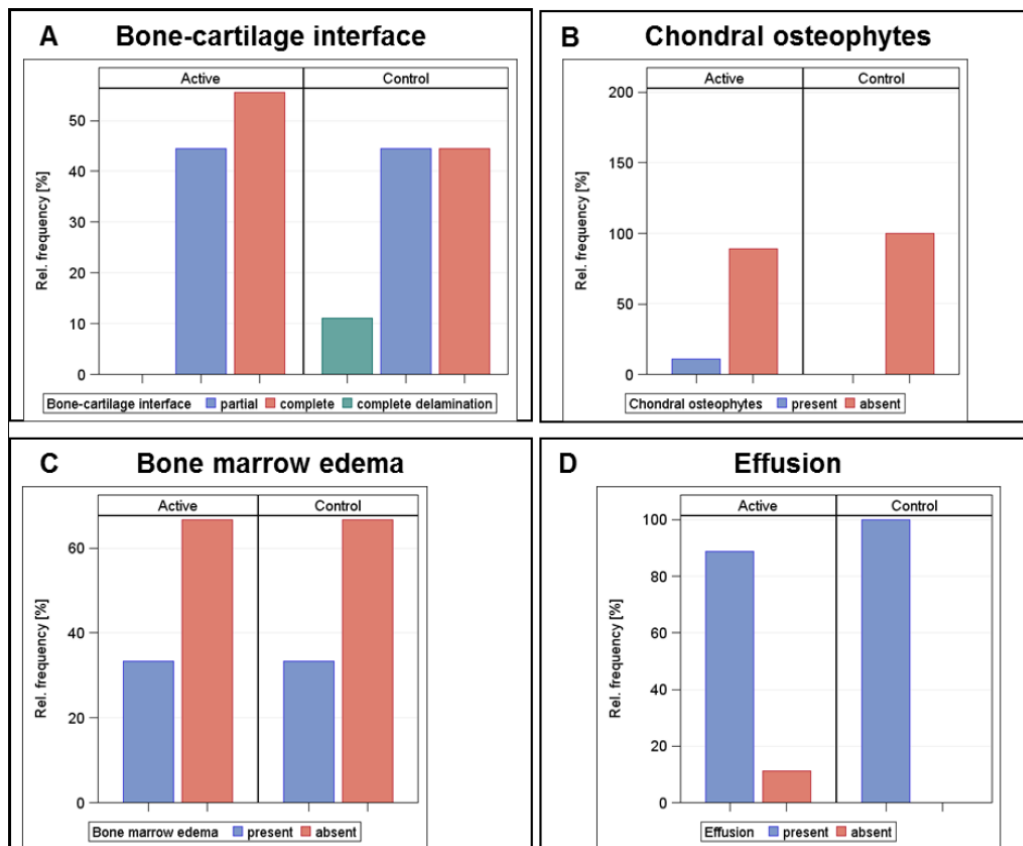 A Bone-cartilage interface
Active Control
Rel. frequency [%]
50
40
30
20
10
0
Bone-cartilage interface partial complete complete delamination
B Chondral osteophytes
Active Control
Rel. frequency [%]
200
150
100
50
0
Chondral osteophytes present absent
C Bone marrow edema
Active Control
Rel. frequency [%]
60
40
20
0
Bone marrow edema present absent
D Effusion
Active Control
Rel. frequency [%]
100
80
60
40
20
0
Effusion present absent